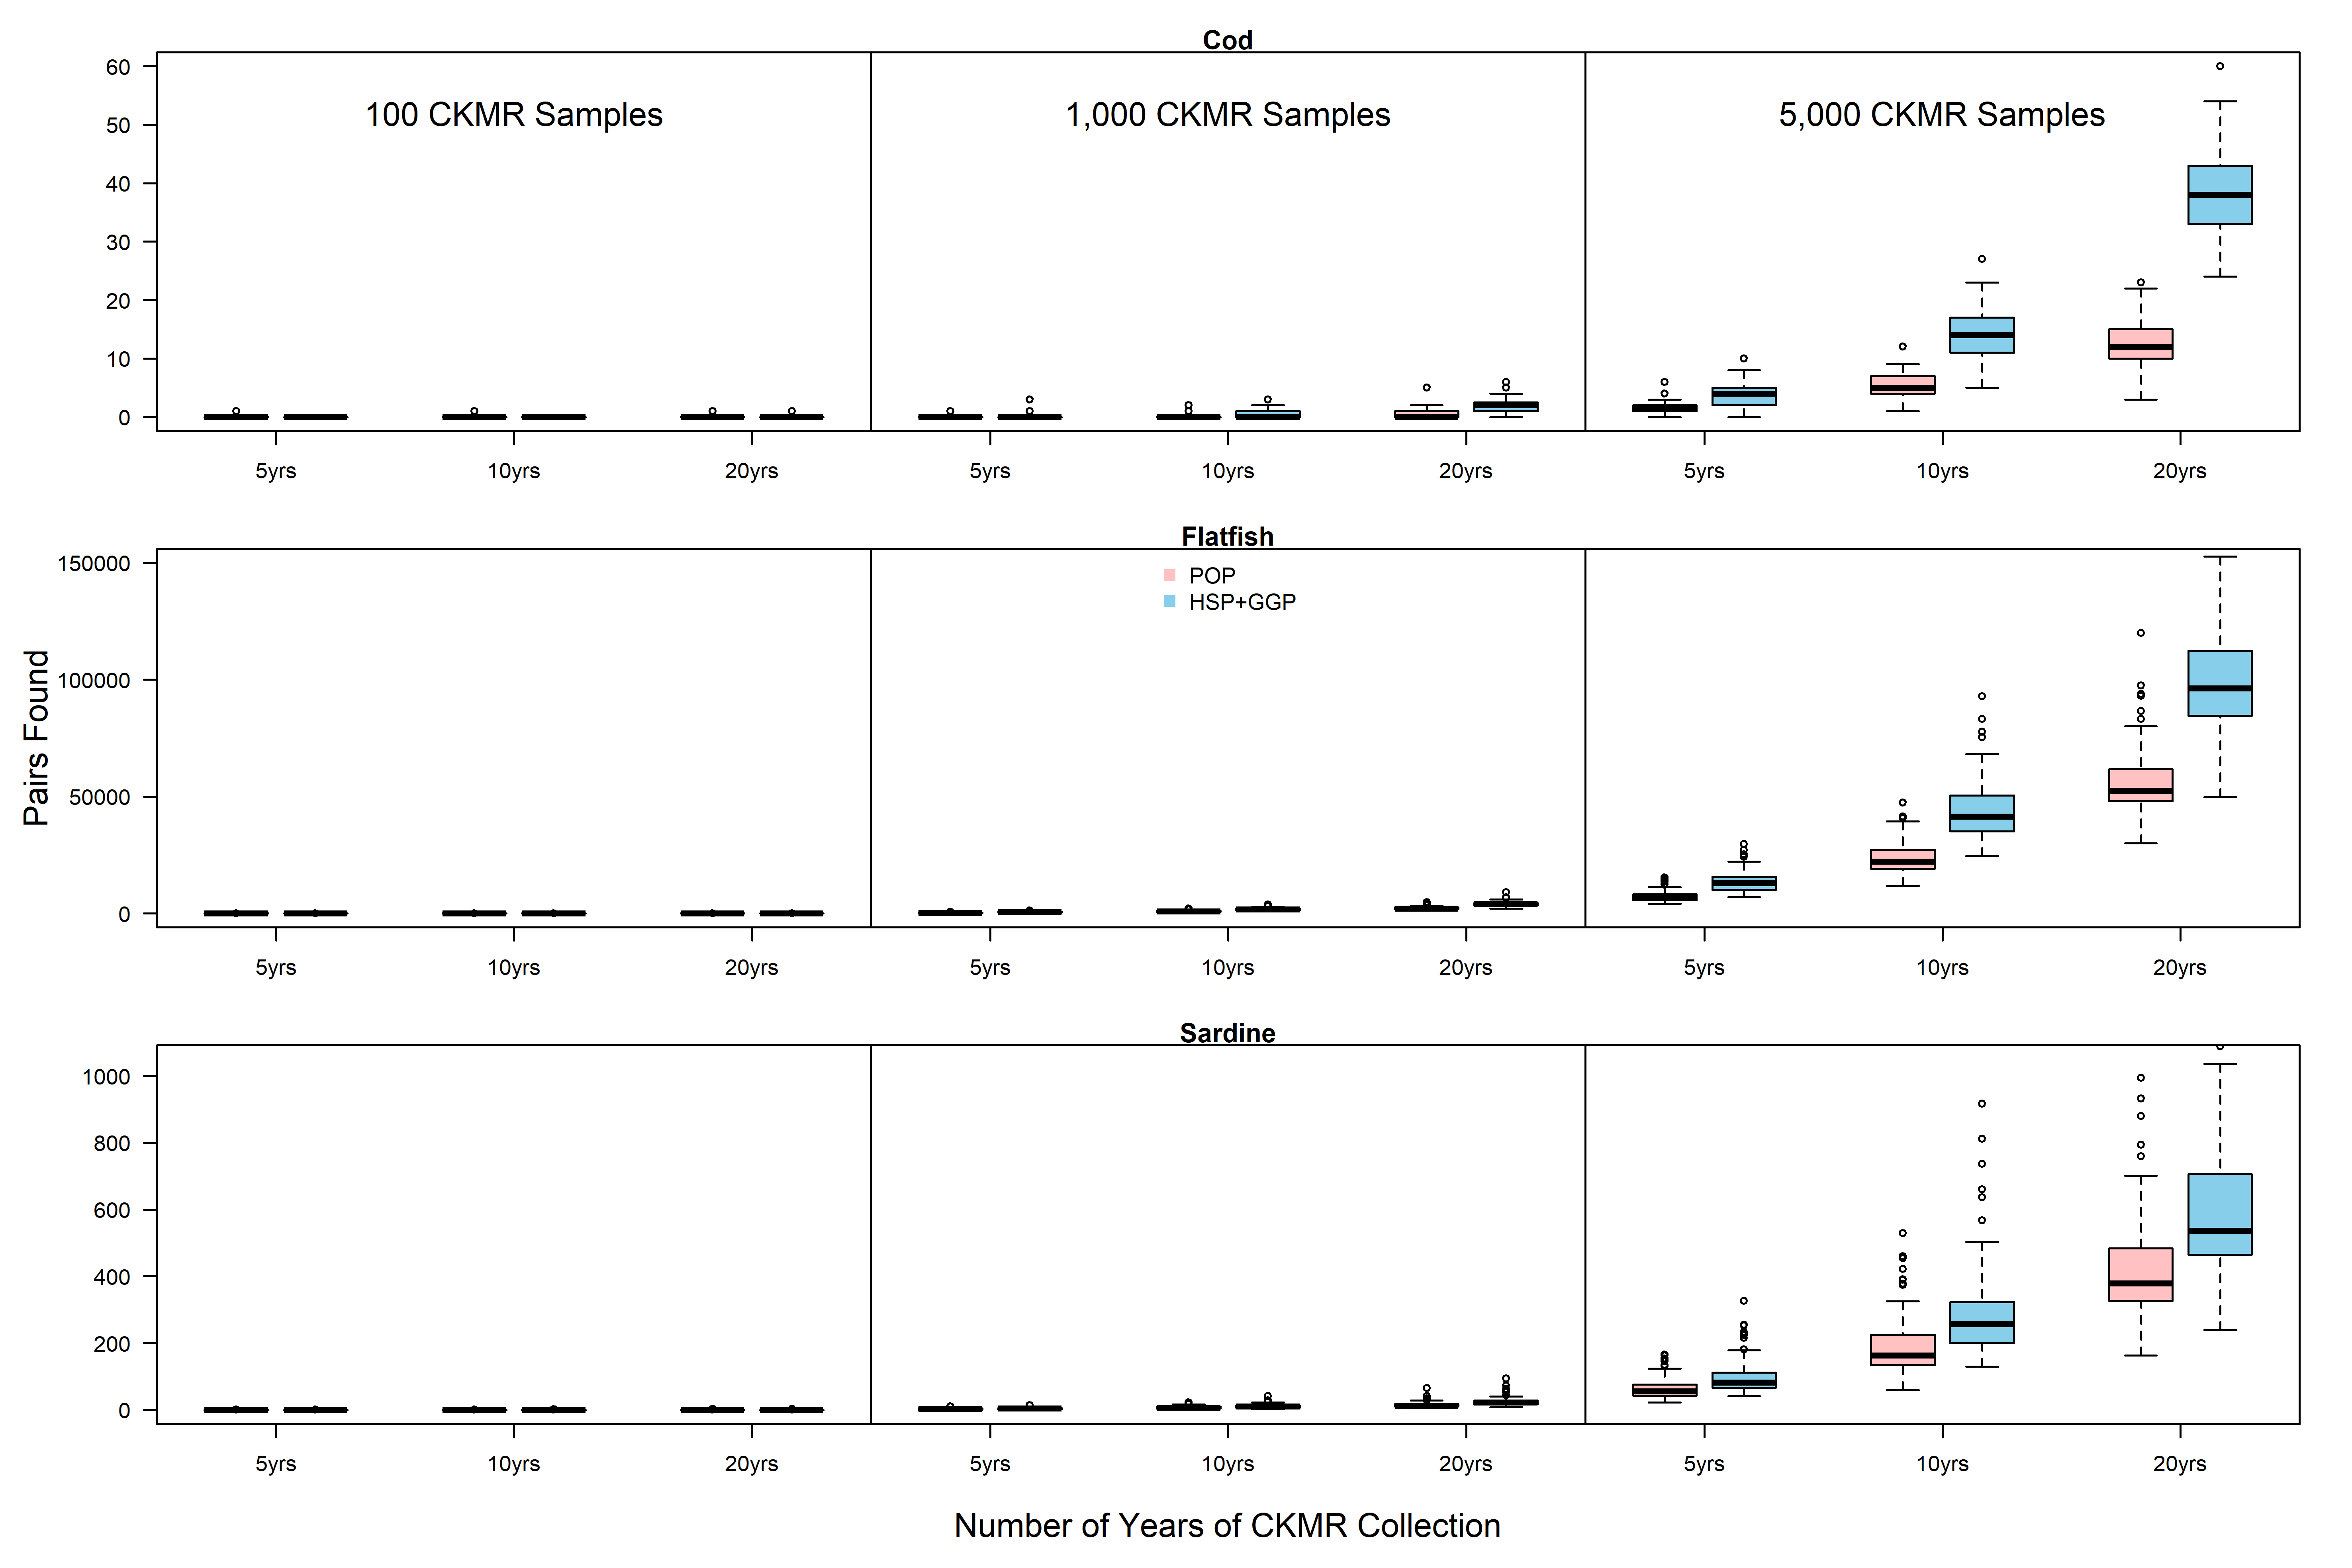 Cod
60
50
40
30
20
10
0
100 CKMR Samples
1,000 CKMR Samples
5,000 CKMR Samples
5yrs 10yrs 20yrs 5yrs 10yrs 20yrs 5yrs 10yrs 20yrs
Flatfish
POP
HSP+GGP
Pairs Found
150000
100000
50000
0
5yrs 10yrs 20yrs 5yrs 10yrs 20yrs 5yrs 10yrs 20yrs
Sardine
1000
800
600
400
200
0
5yrs 10yrs 20yrs 5yrs 10yrs 20yrs 5yrs 10yrs 20yrs
Number of Years of CKMR Collection